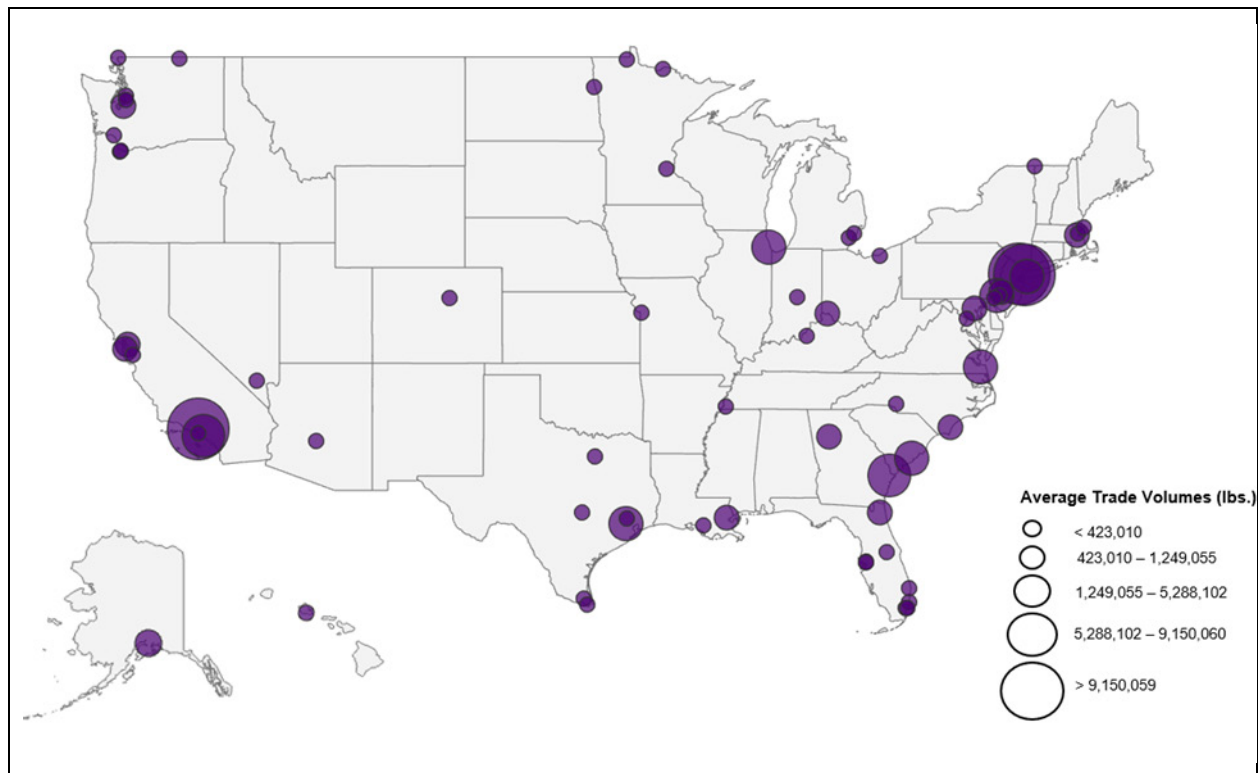 Average Trade Volumes (lbs.)
< 423,010
423,010 – 1,249,055
1,249,055 – 5,288,102
5,288,102 – 9,150,060
> 9,150,059